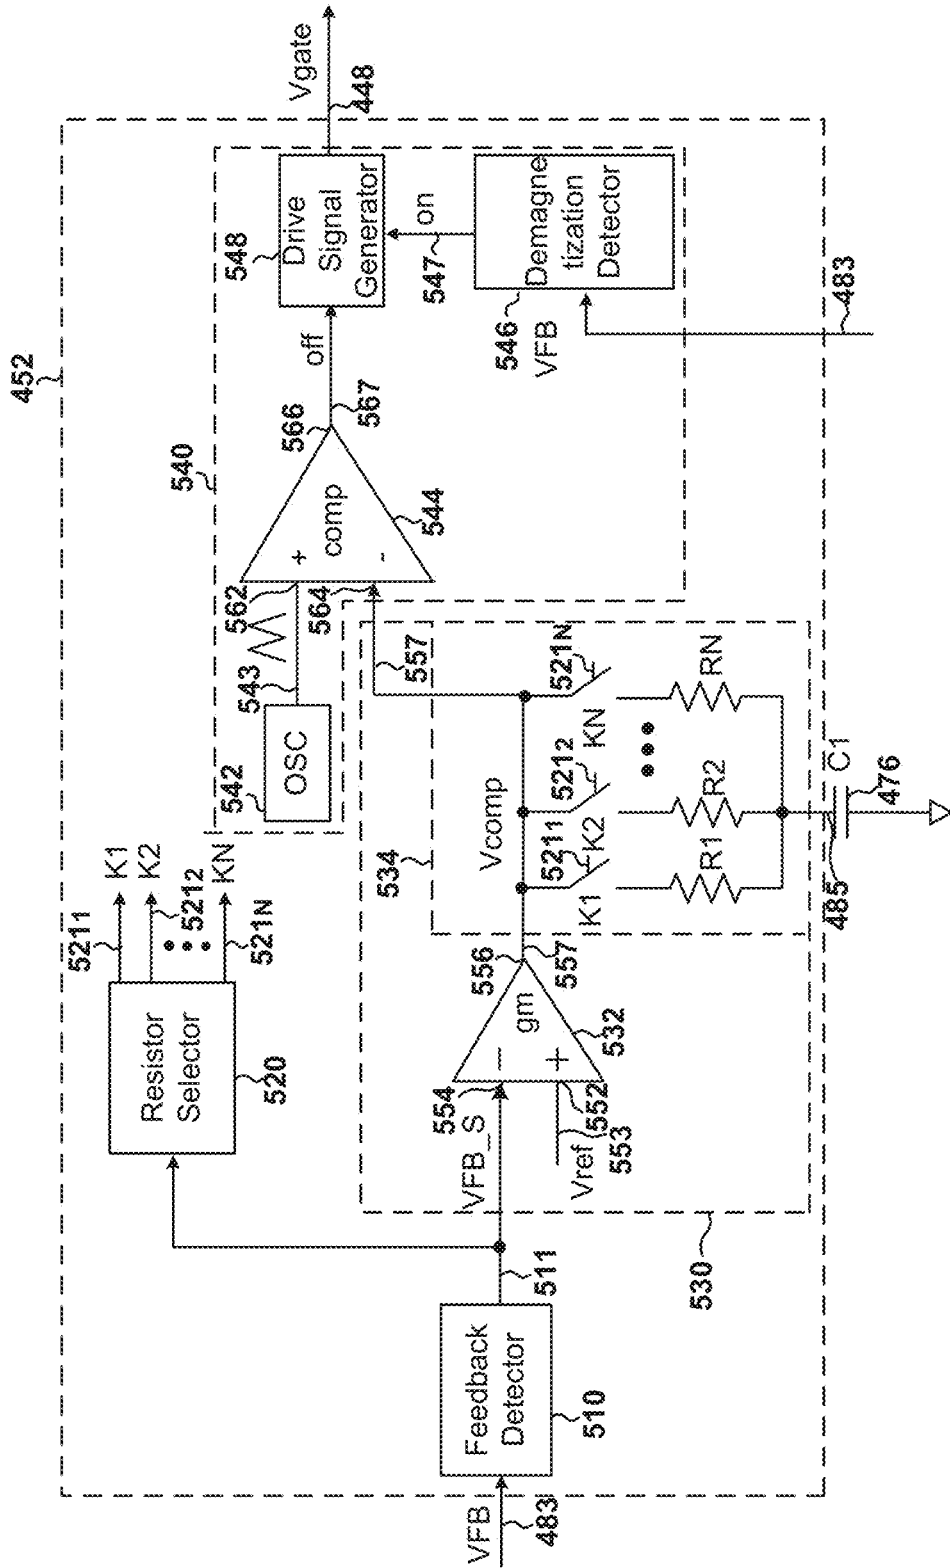 452
VFB
483
Feedback
Detector
510
511
Resistor
Selector
520
K1
K2
KN
521₁
521₂
521N
530
VFB_S
554
Vref
553
552
gm
532
556
557
534
Vcomp
K1
521₁
K2
521₂
KN
521N
R1
R2
RN
485
C1
476
540
542
OSC
543
562
564
557
+
-
comp
544
566
567
off
548
Drive
Signal
Generator
on
547
546
VFB
Demagne
tization
Detector
483
Vgate
448